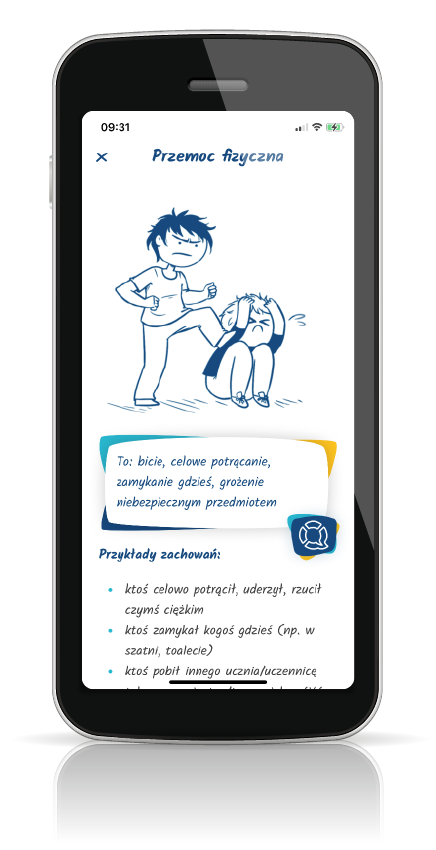 09:31
Przemoc fizyczna
To: bicie, celowe potrącanie,
zamykanie gdzieś, grożenie
niebezpiecznym przedmiotem
Przykłady zachowań:
ktoś celowo potrącił, uderzył, rzucił
czymś ciężkim
ktoś zamykał kogoś gdzieś (np. w
szatni, toalecie)
ktoś pobił innego ucznia/uczennicę